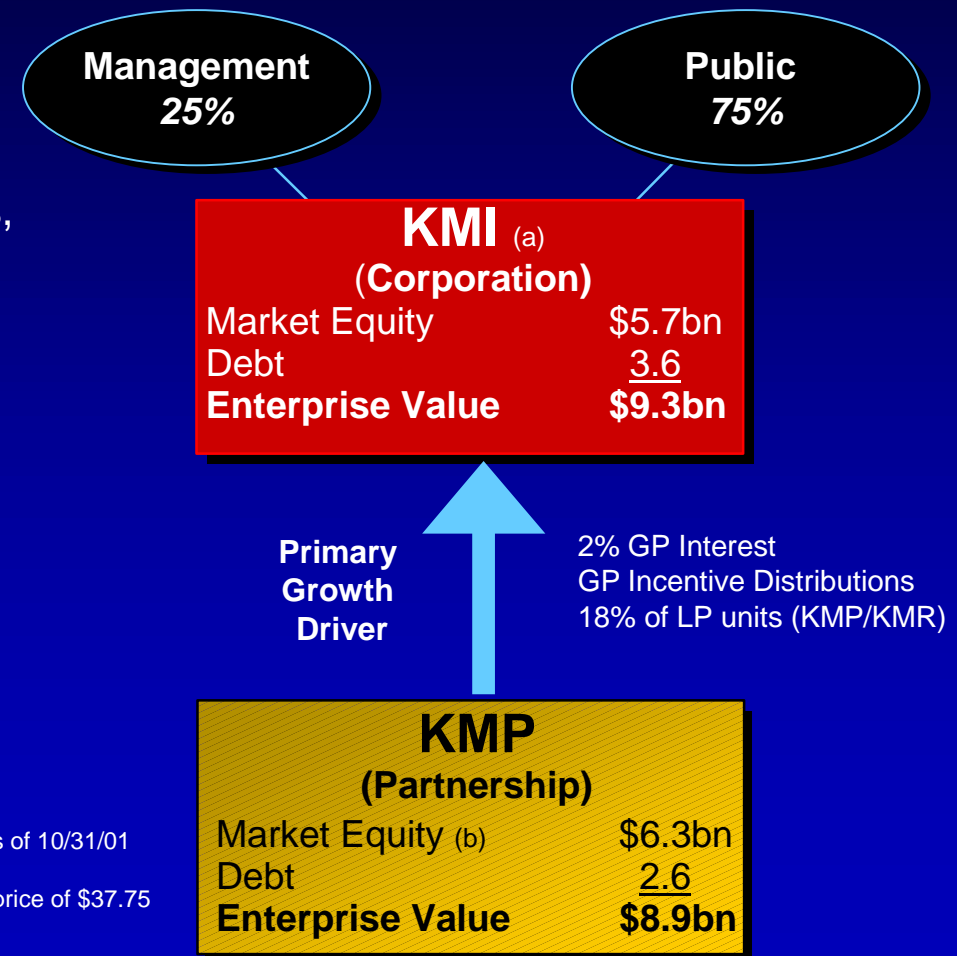 Management
25%
Public
75%
KMI (a)
(Corporation)
Market Equity $5.7bn
Debt 3.6
Enterprise Value $9.3bn
Primary
Growth
Driver
2% GP Interest
GP Incentive Distributions
18% of LP units (KMP/KMR)
KMP
(Partnership)
Market Equity (b) $6.3bn
Debt 2.6
Enterprise Value $8.9bn
of 10/31/01
price of $37.75